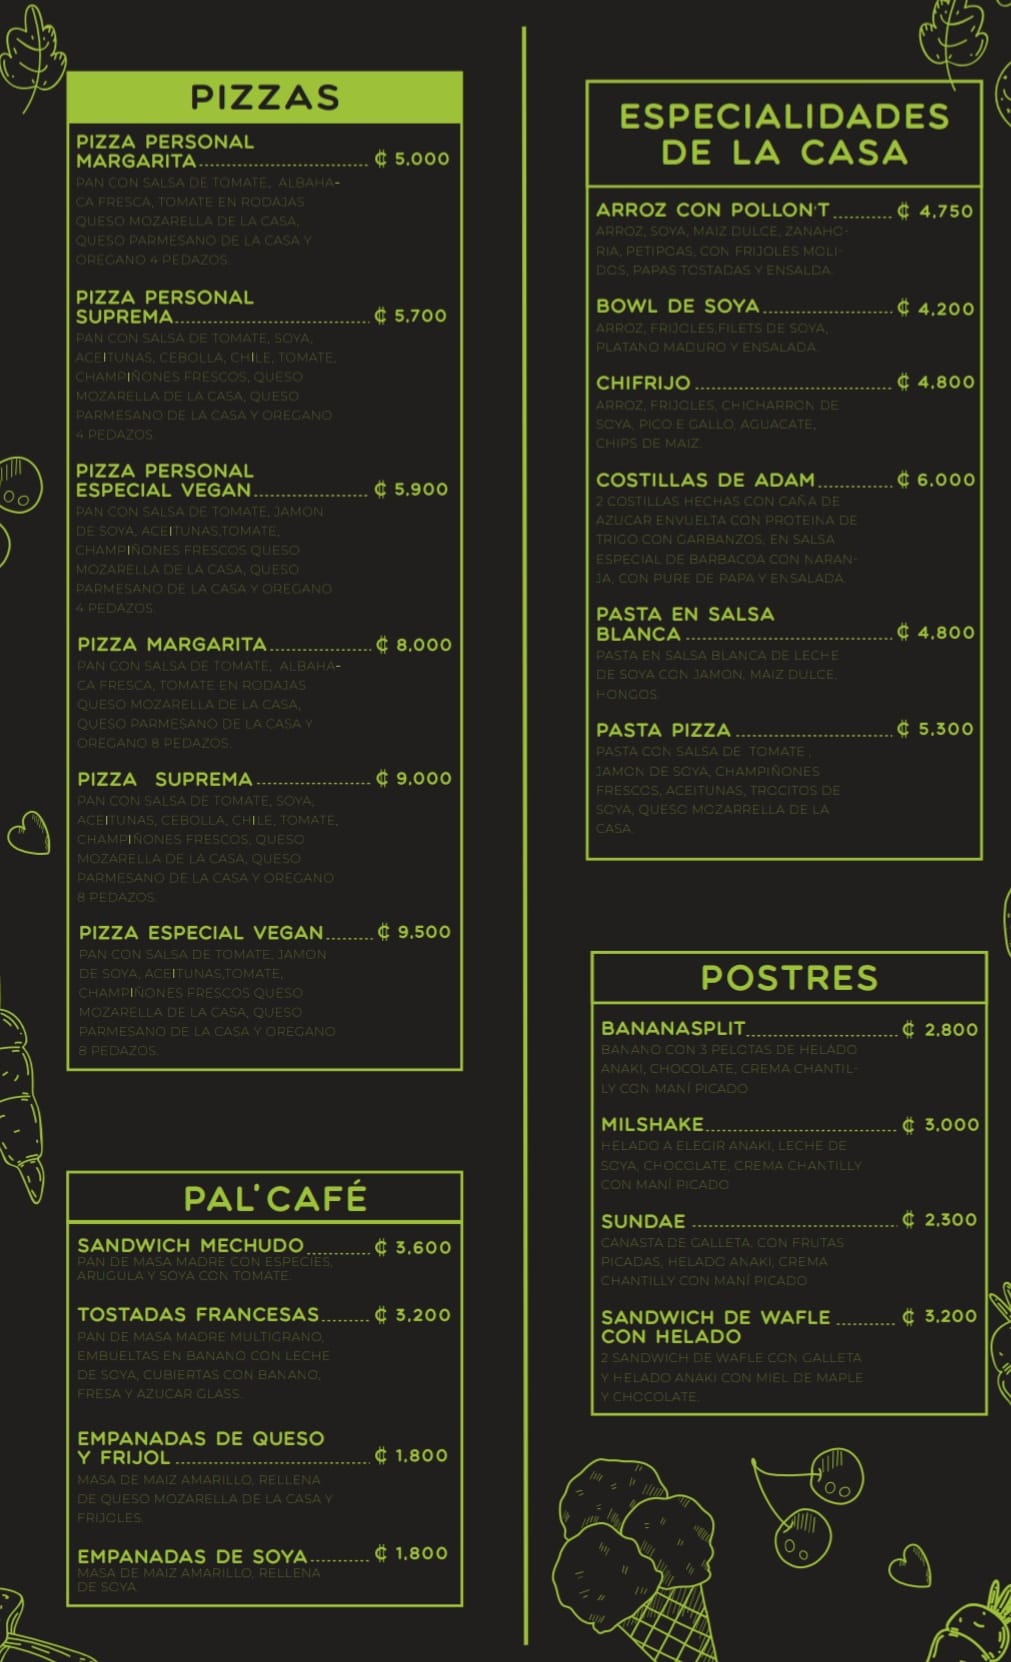 PIZZAS
PIZZA PERSONAL
MARGARITA ₡ 5,000
PAN CON SALSA DE TOMATE, ALBAHA-
CA FRESCA, TOMATE EN RODAJAS
QUESO MOZARELLA DE LA CASA,
QUESO PARMESANO DE LA CASA Y
OREGANO 4 PEDAZOS.
PIZZA PERSONAL
SUPREMA ₡ 5,700
PAN CON SALSA DE TOMATE, SOYA,
ACEITUNAS, CEBOLLA, CHILE, TOMATE,
CHAMPIÑONES FRESCOS, QUESO
MOZARELLA DE LA CASA, QUESO
PARMESANO DE LA CASA Y OREGANO
4 PEDAZOS.
PIZZA PERSONAL
ESPECIAL VEGAN ₡ 5,900
PAN CON SALSA DE TOMATE, JAMON
DE SOYA, ACEITUNAS,TOMATE,
CHAMPIÑONES FRESCOS QUESO
MOZARELLA DE LA CASA, QUESO
PARMESANO DE LA CASA Y OREGANO
4 PEDAZOS.
PIZZA MARGARITA ₡ 8,000
PAN CON SALSA DE TOMATE, ALBAHA-
CA FRESCA, TOMATE EN RODAJAS
QUESO MOZARELLA DE LA CASA,
QUESO PARMESANO DE LA CASA Y
OREGANO 8 PEDAZOS.
PIZZA SUPREMA ₡ 9,000
PAN CON SALSA DE TOMATE, SOYA,
ACEITUNAS, CEBOLLA, CHILE, TOMATE,
CHAMPIÑONES FRESCOS, QUESO
MOZARELLA DE LA CASA, QUESO
PARMESANO DE LA CASA Y OREGANO
8 PEDAZOS.
PIZZA ESPECIAL VEGAN ₡ 9,500
PAN CON SALSA DE TOMATE, JAMON
DE SOYA, ACEITUNAS,TOMATE,
CHAMPIÑONES FRESCOS QUESO
MOZARELLA DE LA CASA, QUESO
PARMESANO DE LA CASA Y OREGANO
8 PEDAZOS.
PAL'CAFÉ
SANDWICH MECHUDO ₡ 3,600
PAN DE MASA MADRE CON ESPECIES,
ARUGULA Y SOYA CON TOMATE.
TOSTADAS FRANCESAS ₡ 3,200
PAN DE MASA MADRE MULTIGRANO,
EMBUELTAS EN BANANO CON LECHE
DE SOYA, CUBIERTAS CON BANANO,
FRESA Y AZUCAR GLASS.
EMPANADAS DE QUESO
Y FRIJOL ₡ 1,800
MASA DE MAIZ AMARILLO, RELLENA
DE QUESO MOZARELLA DE LA CASA Y
FRIJOLES.
EMPANADAS DE SOYA ₡ 1,800
MASA DE MAIZ AMARILLO, RELLENA
DE SOYA.
ESPECIALIDADES
DE LA CASA
ARROZ CON POLLON'T ₡ 4,750
ARROZ, SOYA, MAIZ DULCE, ZANAHO-
RIA, PETIPOAS, CON FRIJOLES MOLI-
DOS, PAPAS TOSTADAS Y ENSALDA.
BOWL DE SOYA ₡ 4,200
ARROZ, FRIJOLES,FILETS DE SOYA,
PLATANO MADURO Y ENSALADA.
CHIFRIJO ₡ 4,800
ARROZ, FRIJOLES, CHICHARRON DE
SOYA, PICO E GALLO, AGUACATE,
CHIPS DE MAIZ.
COSTILLAS DE ADAM ₡ 6,000
2 COSTILLAS HECHAS CON CAÑA DE
AZUCAR ENVUELTA CON PROTEINA DE
TRIGO CON GARBANZOS, EN SALSA
ESPECIAL DE BARBACOA CON NARAN-
JA, CON PURE DE PAPA Y ENSALADA.
PASTA EN SALSA
BLANCA ₡ 4,800
PASTA EN SALSA BLANCA DE LECHE
DE SOYA CON JAMON, MAIZ DULCE,
HONGOS.
PASTA PIZZA ₡ 5,300
PASTA CON SALSA DE TOMATE ,
JAMON DE SOYA, CHAMPIÑONES
FRESCOS, ACEITUNAS, TROCITOS DE
SOYA, QUESO MOZARRELLA DE LA
CASA.
POSTRES
BANANASPLIT ₡ 2,800
BANANO CON 3 PELOTAS DE HELADO
ANAKI, CHOCOLATE, CREMA CHANTIL-
LY CON MANÍ PICADO
MILSHAKE ₡ 3,000
HELADO A ELEGIR ANAKI, LECHE DE
SOYA, CHOCOLATE, CREMA CHANTILLY
CON MANÍ PICADO
SUNDAE ₡ 2,300
CANASTA DE GALLETA, CON FRUTAS
PICADAS, HELADO ANAKI, CREMA
CHANTILLY CON MANÍ PICADO
SANDWICH DE WAFLE ₡ 3,200
CON HELADO
2 SANDWICH DE WAFLE CON GALLETA
Y HELADO ANAKI CON MIEL DE MAPLE
Y CHOCOLATE.